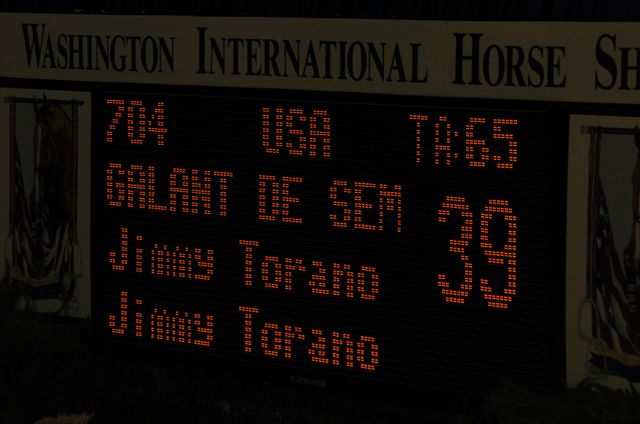 WASHINGTON INTERNATIONAL HORSE SH
704 USA TA:65
GALANT DE SEM
39
Jimmy Torano
Jimmy Torano